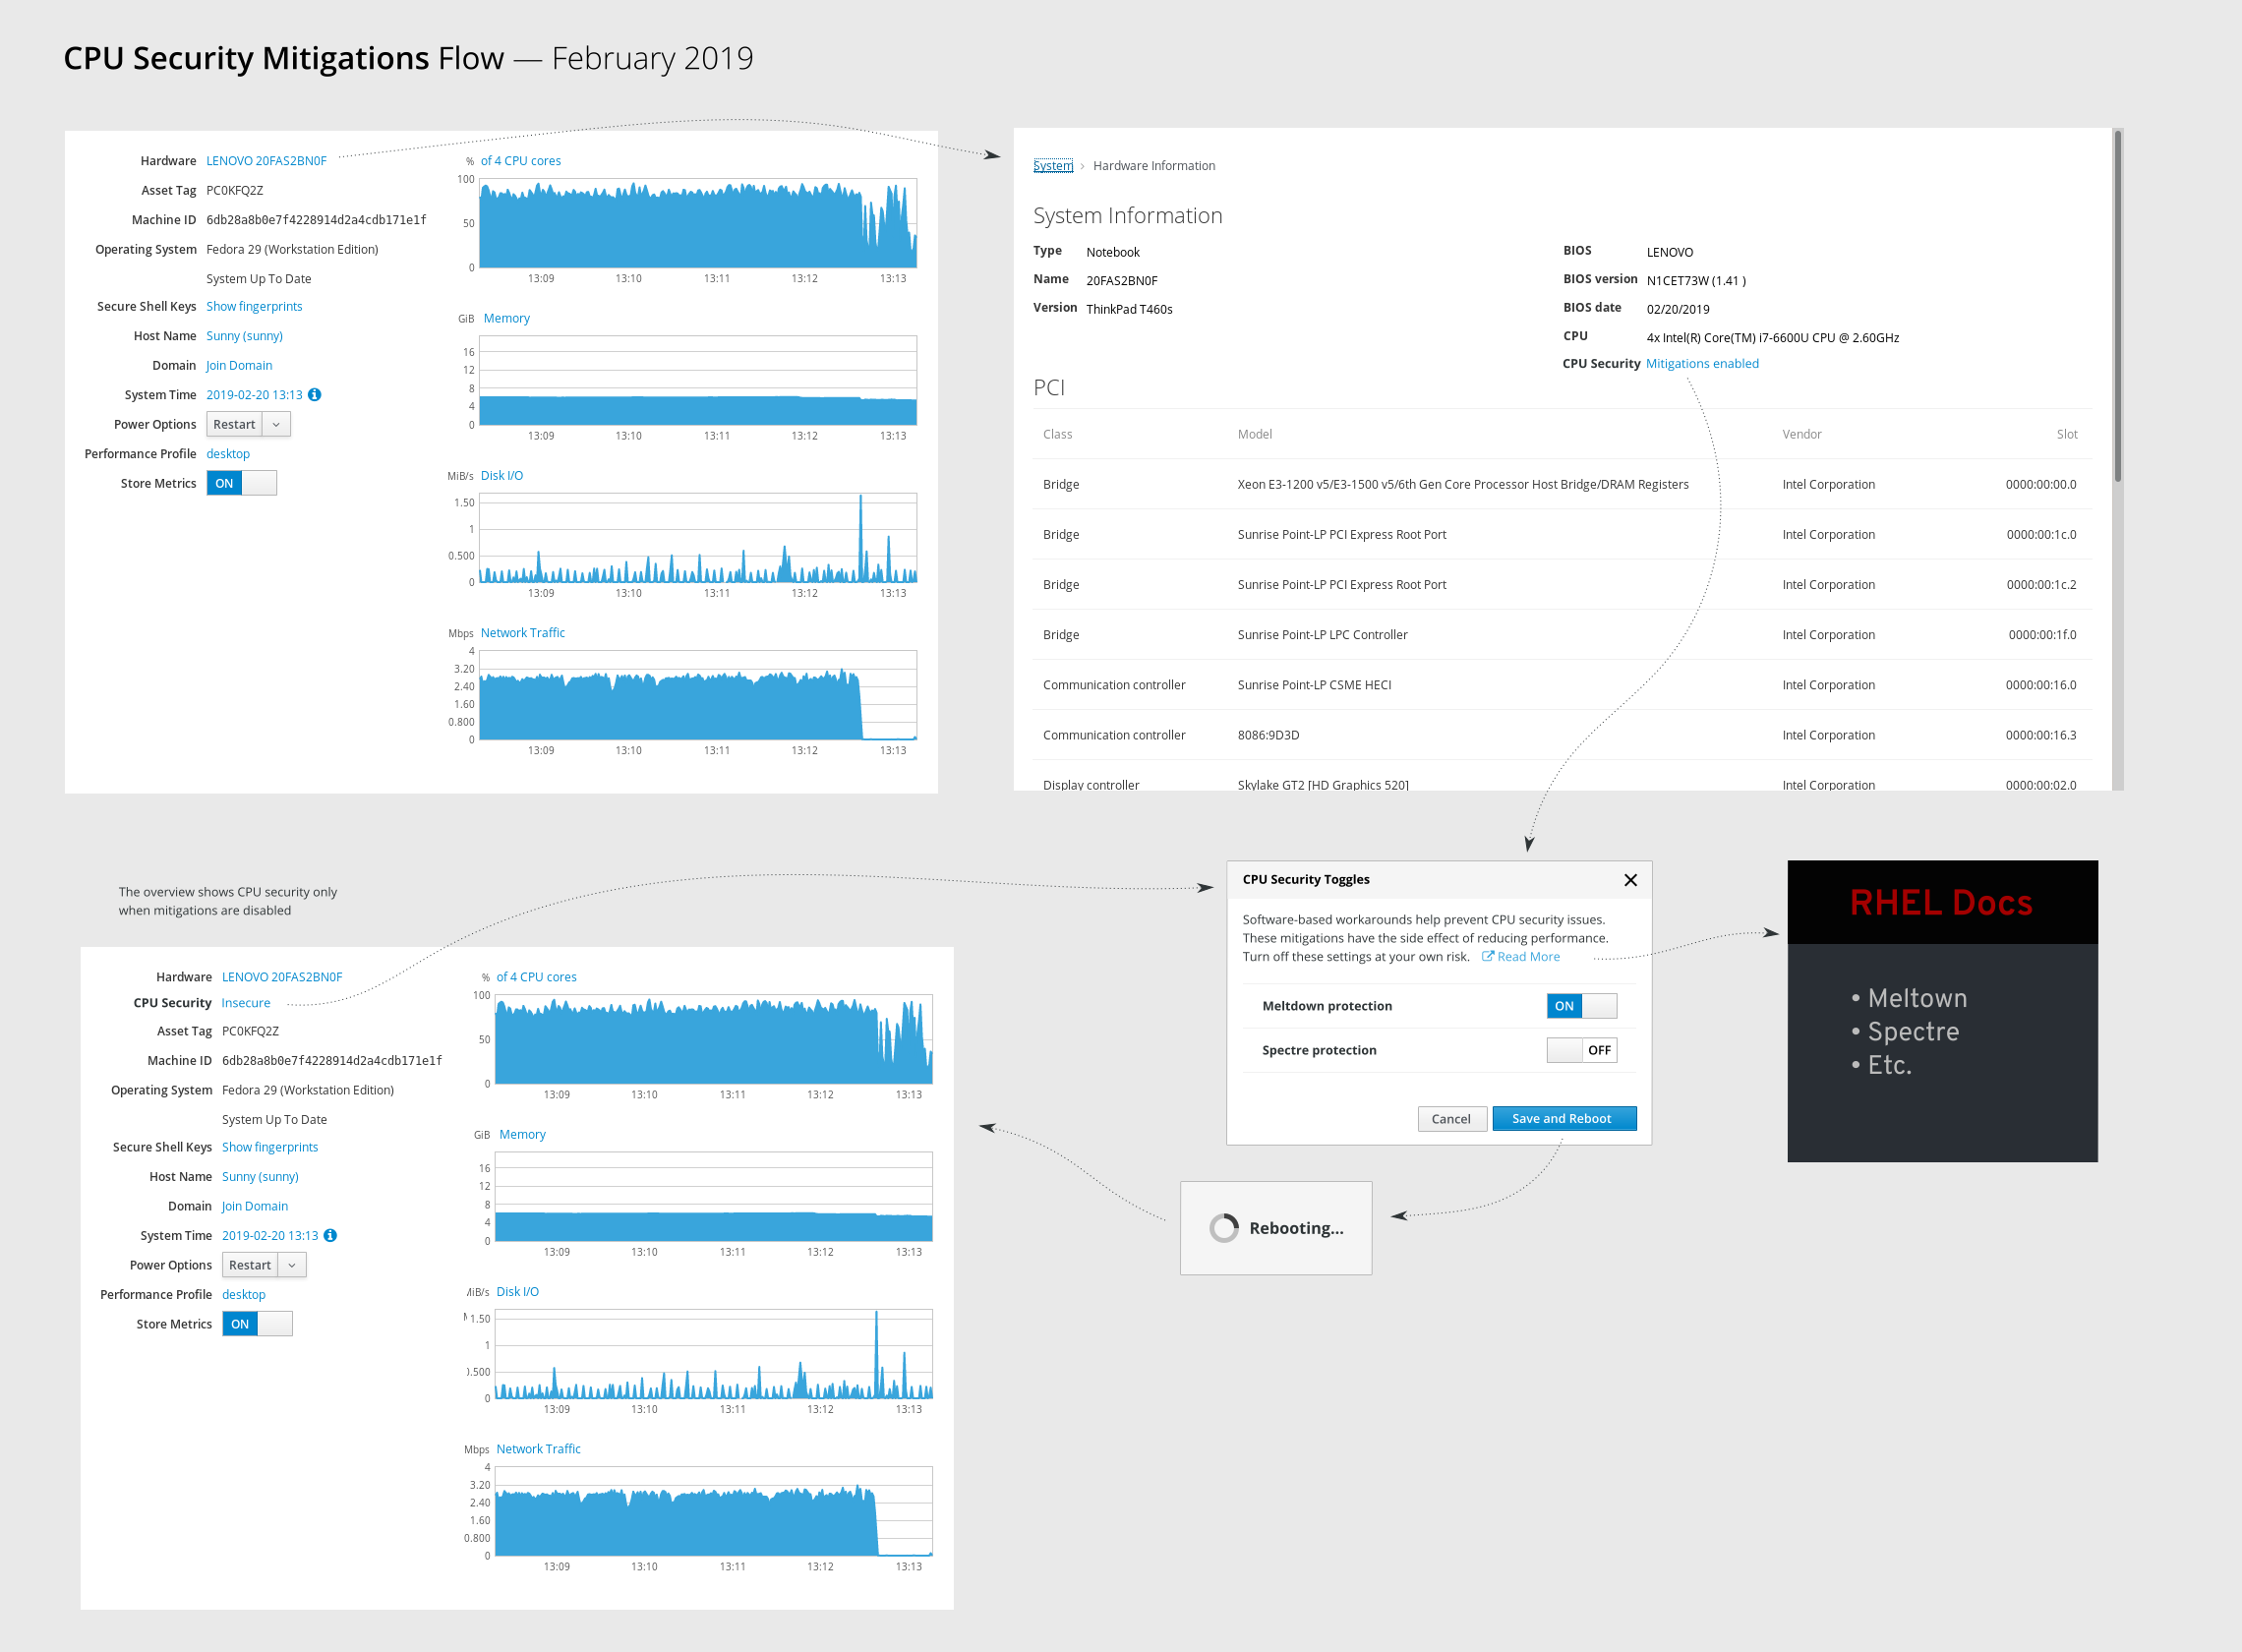 CPU Security Mitigations Flow — February 2019
Hardware LENOVO 20FAS2BN0F
Asset Tag PC0KFQ2Z
Machine ID 6db28a8b0e7f4228914d2a4cdb171e1f
Operating System Fedora 29 (Workstation Edition)
System Up To Date
Secure Shell Keys Show fingerprints
Host Name Sunny (sunny)
Domain Join Domain
System Time 2019-02-20 13:13
Power Options Restart
Performance Profile desktop
Store Metrics ON
% of 4 CPU cores
100
50
0
13:09 13:10 13:11 13:12 13:13
GiB Memory
16
12
8
4
0
13:09 13:10 13:11 13:12 13:13
MiB/s Disk I/O
1.50
1
0.500
0
13:09 13:10 13:11 13:12 13:13
Mbps Network Traffic
4
3.20
2.40
1.60
0.800
0
13:09 13:10 13:11 13:12 13:13
System › Hardware Information
System Information
Type Notebook
Name 20FAS2BN0F
Version ThinkPad T460s
BIOS LENOVO
BIOS version N1CET73W (1.41 )
BIOS date 02/20/2019
CPU 4x Intel(R) Core(TM) i7-6600U CPU @ 2.60GHz
CPU Security Mitigations enabled
PCI
Class Model Vendor Slot
Bridge Xeon E3-1200 v5/E3-1500 v5/6th Gen Core Processor Host Bridge/DRAM Registers Intel Corporation 0000:00:00.0
Bridge Sunrise Point-LP PCI Express Root Port Intel Corporation 0000:00:1c.0
Bridge Sunrise Point-LP PCI Express Root Port Intel Corporation 0000:00:1c.2
Bridge Sunrise Point-LP LPC Controller Intel Corporation 0000:00:1f.0
Communication controller Sunrise Point-LP CSME HECI Intel Corporation 0000:00:16.0
Communication controller 8086:9D3D Intel Corporation 0000:00:16.3
Display controller Skylake GT2 [HD Graphics 520] Intel Corporation 0000:00:02.0
The overview shows CPU security only
when mitigations are disabled
Hardware LENOVO 20FAS2BN0F
CPU Security Insecure
Asset Tag PC0KFQ2Z
Machine ID 6db28a8b0e7f4228914d2a4cdb171e1f
Operating System Fedora 29 (Workstation Edition)
System Up To Date
Secure Shell Keys Show fingerprints
Host Name Sunny (sunny)
Domain Join Domain
System Time 2019-02-20 13:13
Power Options Restart
Performance Profile desktop
Store Metrics ON
% of 4 CPU cores
100
50
0
13:09 13:10 13:11 13:12 13:13
GiB Memory
16
12
8
4
0
13:09 13:10 13:11 13:12 13:13
MiB/s Disk I/O
1.50
1
0.500
0
13:09 13:10 13:11 13:12 13:13
Mbps Network Traffic
4
3.20
2.40
1.60
0.800
0
13:09 13:10 13:11 13:12 13:13
CPU Security Toggles
Software-based workarounds help prevent CPU security issues.
These mitigations have the side effect of reducing performance.
Turn off these settings at your own risk. Read More
Meltdown protection ON
Spectre protection OFF
Cancel Save and Reboot
Rebooting...
RHEL Docs
• Meltown
• Spectre
• Etc.